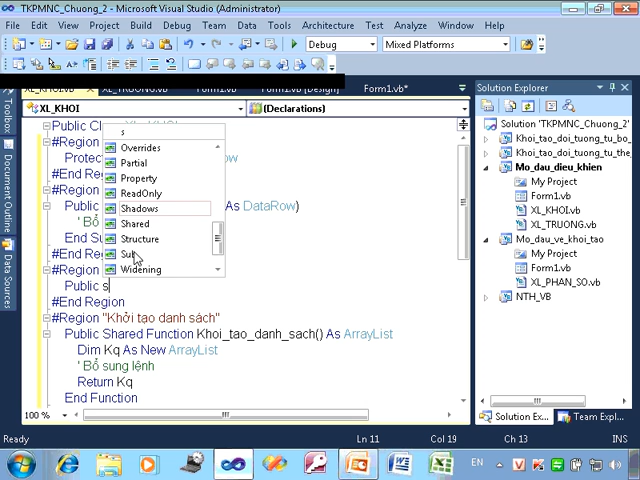 TKPMNC_Chuong_2 - Microsoft Visual Studio (Administrator)
File Edit View Project Build Debug Team Data Tools Architecture Test Analyze Window Help
Debug Mixed Platforms
XL_KHOI.vb XL_TRUONG.vb Form1.vb Form1.vb [Design] Form1.vb*
XL_KHOI (Declarations)
#Region
#End Re
#Region
Public As DataRow)
' Bổ
End Su
#End Re
#Region
Public s
#End Region
#Region "Khởi tạo danh sách"
Public Shared Function Khoi_tao_danh_sach() As ArrayList
Dim Kq As New ArrayList
' Bổ sung lệnh
Return Kq
End Function
s
Overrides
Partial
Property
ReadOnly
Shadows
Shared
Structure
Sub
Widening
100 %
Toolbox
Document Outline
Data Sources
Solution Explorer
Solution 'TKPMNC_Chuong_2'
Khoi_tao_doi_tuong_tu_bo
Khoi_tao_doi_tuong_tu_the
Mo_dau_dieu_khien
My Project
Form1.vb
XL_KHOI.vb
XL_TRUONG.vb
Mo_dau_ve_khoi_tao
My Project
Form1.vb
XL_PHAN_SO.vb
NTH_VB
Solution Ex... Team Expl...
Ready Ln 11 Col 19 Ch 13 INS
EN